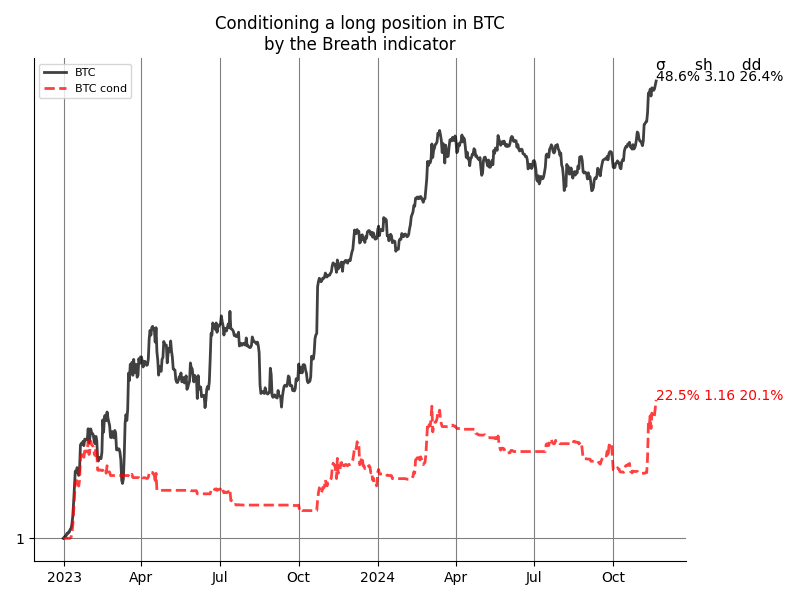 Conditioning a long position in BTC
by the Breath indicator
σ sh dd
48.6% 3.10 26.4%
BTC
BTC cond
22.5% 1.16 20.1%
1
2023 Apr Jul Oct 2024 Apr Jul Oct